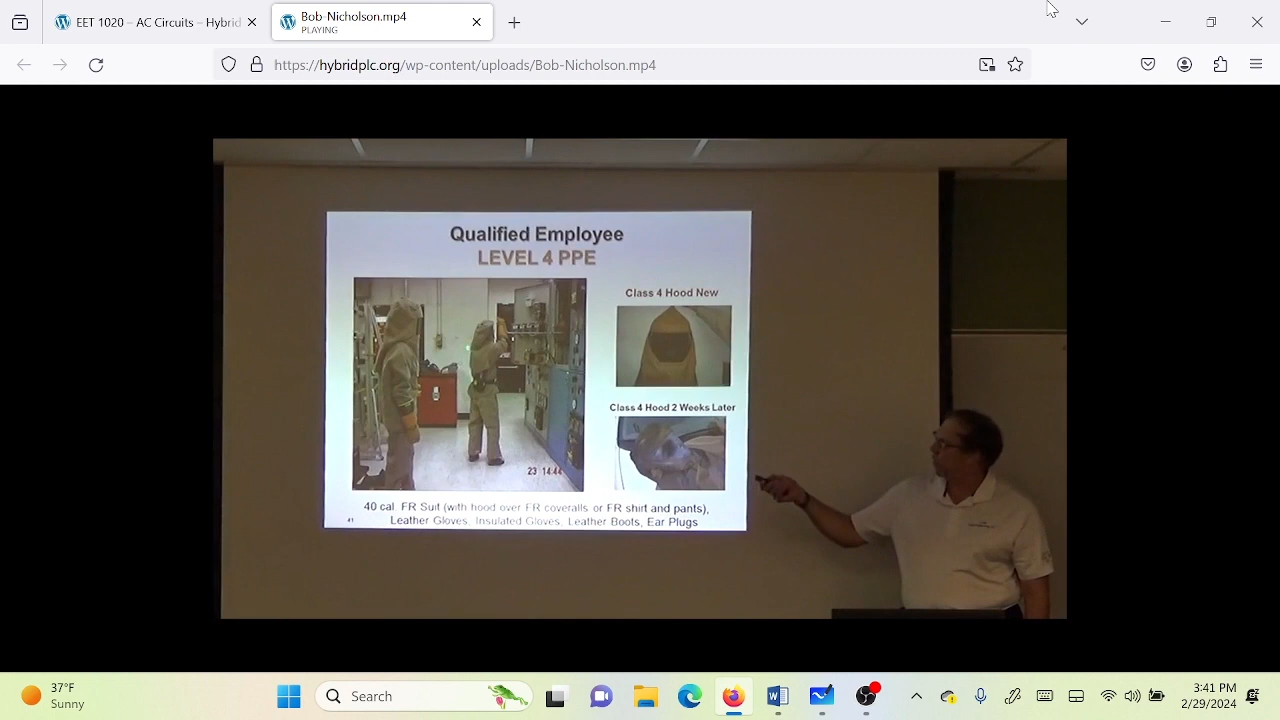 EET 1020 – AC Circuits – Hybrid
Bob-Nicholson.mp4
PLAYING
https://hybridplc.org/wp-content/uploads/Bob-Nicholson.mp4
Qualified Employee
LEVEL 4 PPE
Class 4 Hood New
Class 4 Hood 2 Weeks Later
23 14:44
40 cal FR Suit (with hood over FR coveralls or FR shirt and pants),
Leather Gloves, Insulated Gloves, Leather Boots, Ear Plugs
41
37°F
Sunny
Search
3:41 PM
2/29/2024